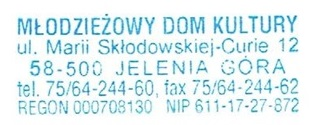 MŁODZIEŻOWY DOM KULTURY
ul. Marii Skłodowskiej-Curie 12
58-500 JELENIA GÓRA
tel. 75/64-244-60, fax 75/64-244-62
REGON 000708130 NIP 611-17-27-872